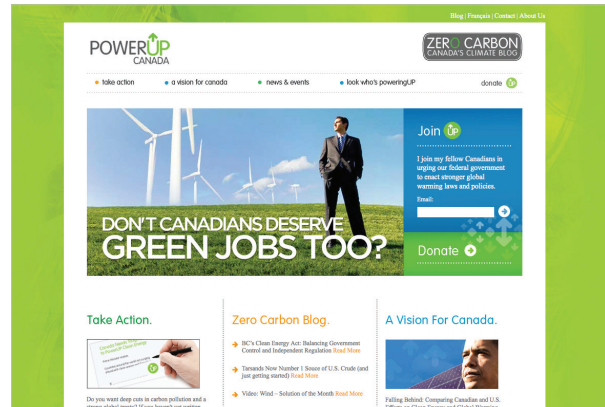 Blog | Français | Contact | About Us
POWERUP
CANADA
ZERO CARBON
CANADA'S CLIMATE BLOG
take action
a vision for canada
news & events
look who's poweringUP
donate UP
Join UP
I join my fellow Canadians in
urging our federal government
to enact stronger global
warming laws and policies.
Email:
DON'T CANADIANS DESERVE
GREEN JOBS TOO?
Donate
Take Action.
Do you want deep cuts in carbon pollution and a
Zero Carbon Blog.
BC's Clean Energy Act: Balancing Government
Control and Independent Regulation Read More
Tarsands Now Number 1 Souce of U.S. Crude (and
just getting started) Read More
Video: Wind – Solution of the Month Read More
A Vision For Canada.
Falling Behind: Comparing Canadian and U.S.